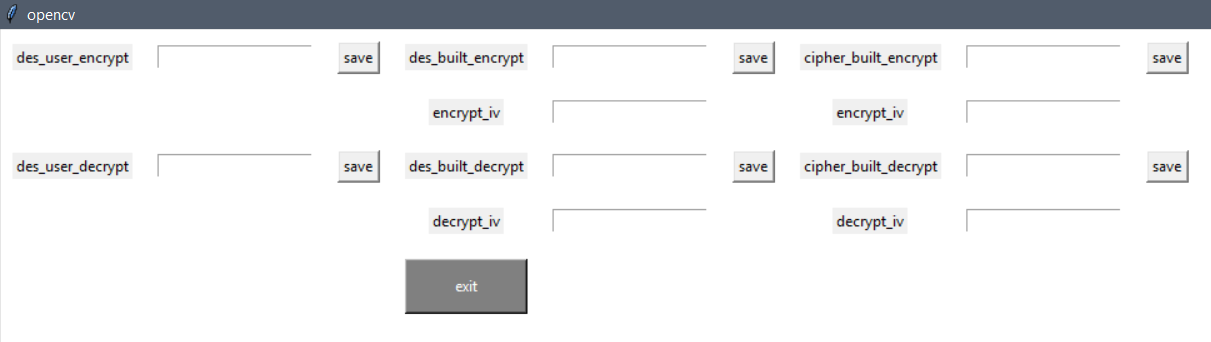 opencv
des_user_encrypt save des_built_encrypt save cipher_built_encrypt save
encrypt_iv encrypt_iv
des_user_decrypt save des_built_decrypt save cipher_built_decrypt save
decrypt_iv decrypt_iv
exit